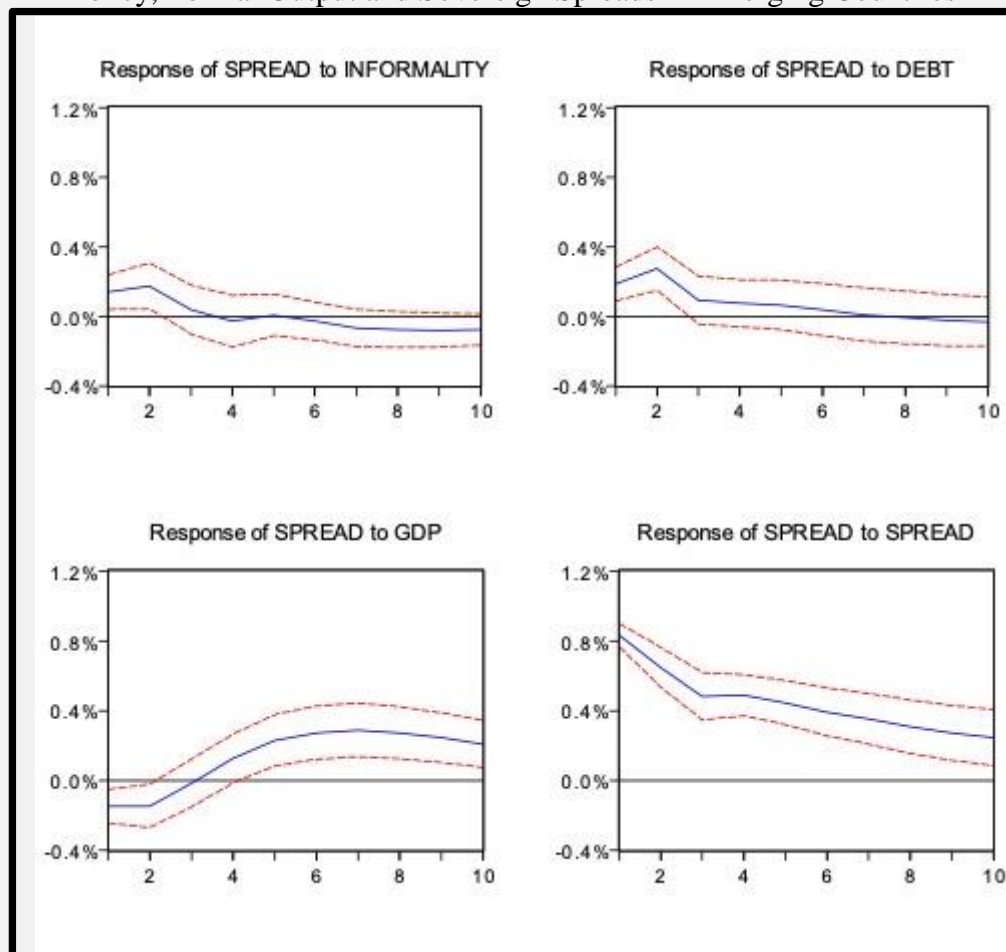 Response of SPREAD to INFORMALITY
1.2%
0.8%
0.4%
0.0%
-0.4%
2 4 6 8 10
Response of SPREAD to DEBT
1.2%
0.8%
0.4%
0.0%
-0.4%
2 4 6 8 10
Response of SPREAD to GDP
1.2%
0.8%
0.4%
0.0%
-0.4%
2 4 6 8 10
Response of SPREAD to SPREAD
1.2%
0.8%
0.4%
0.0%
-0.4%
2 4 6 8 10